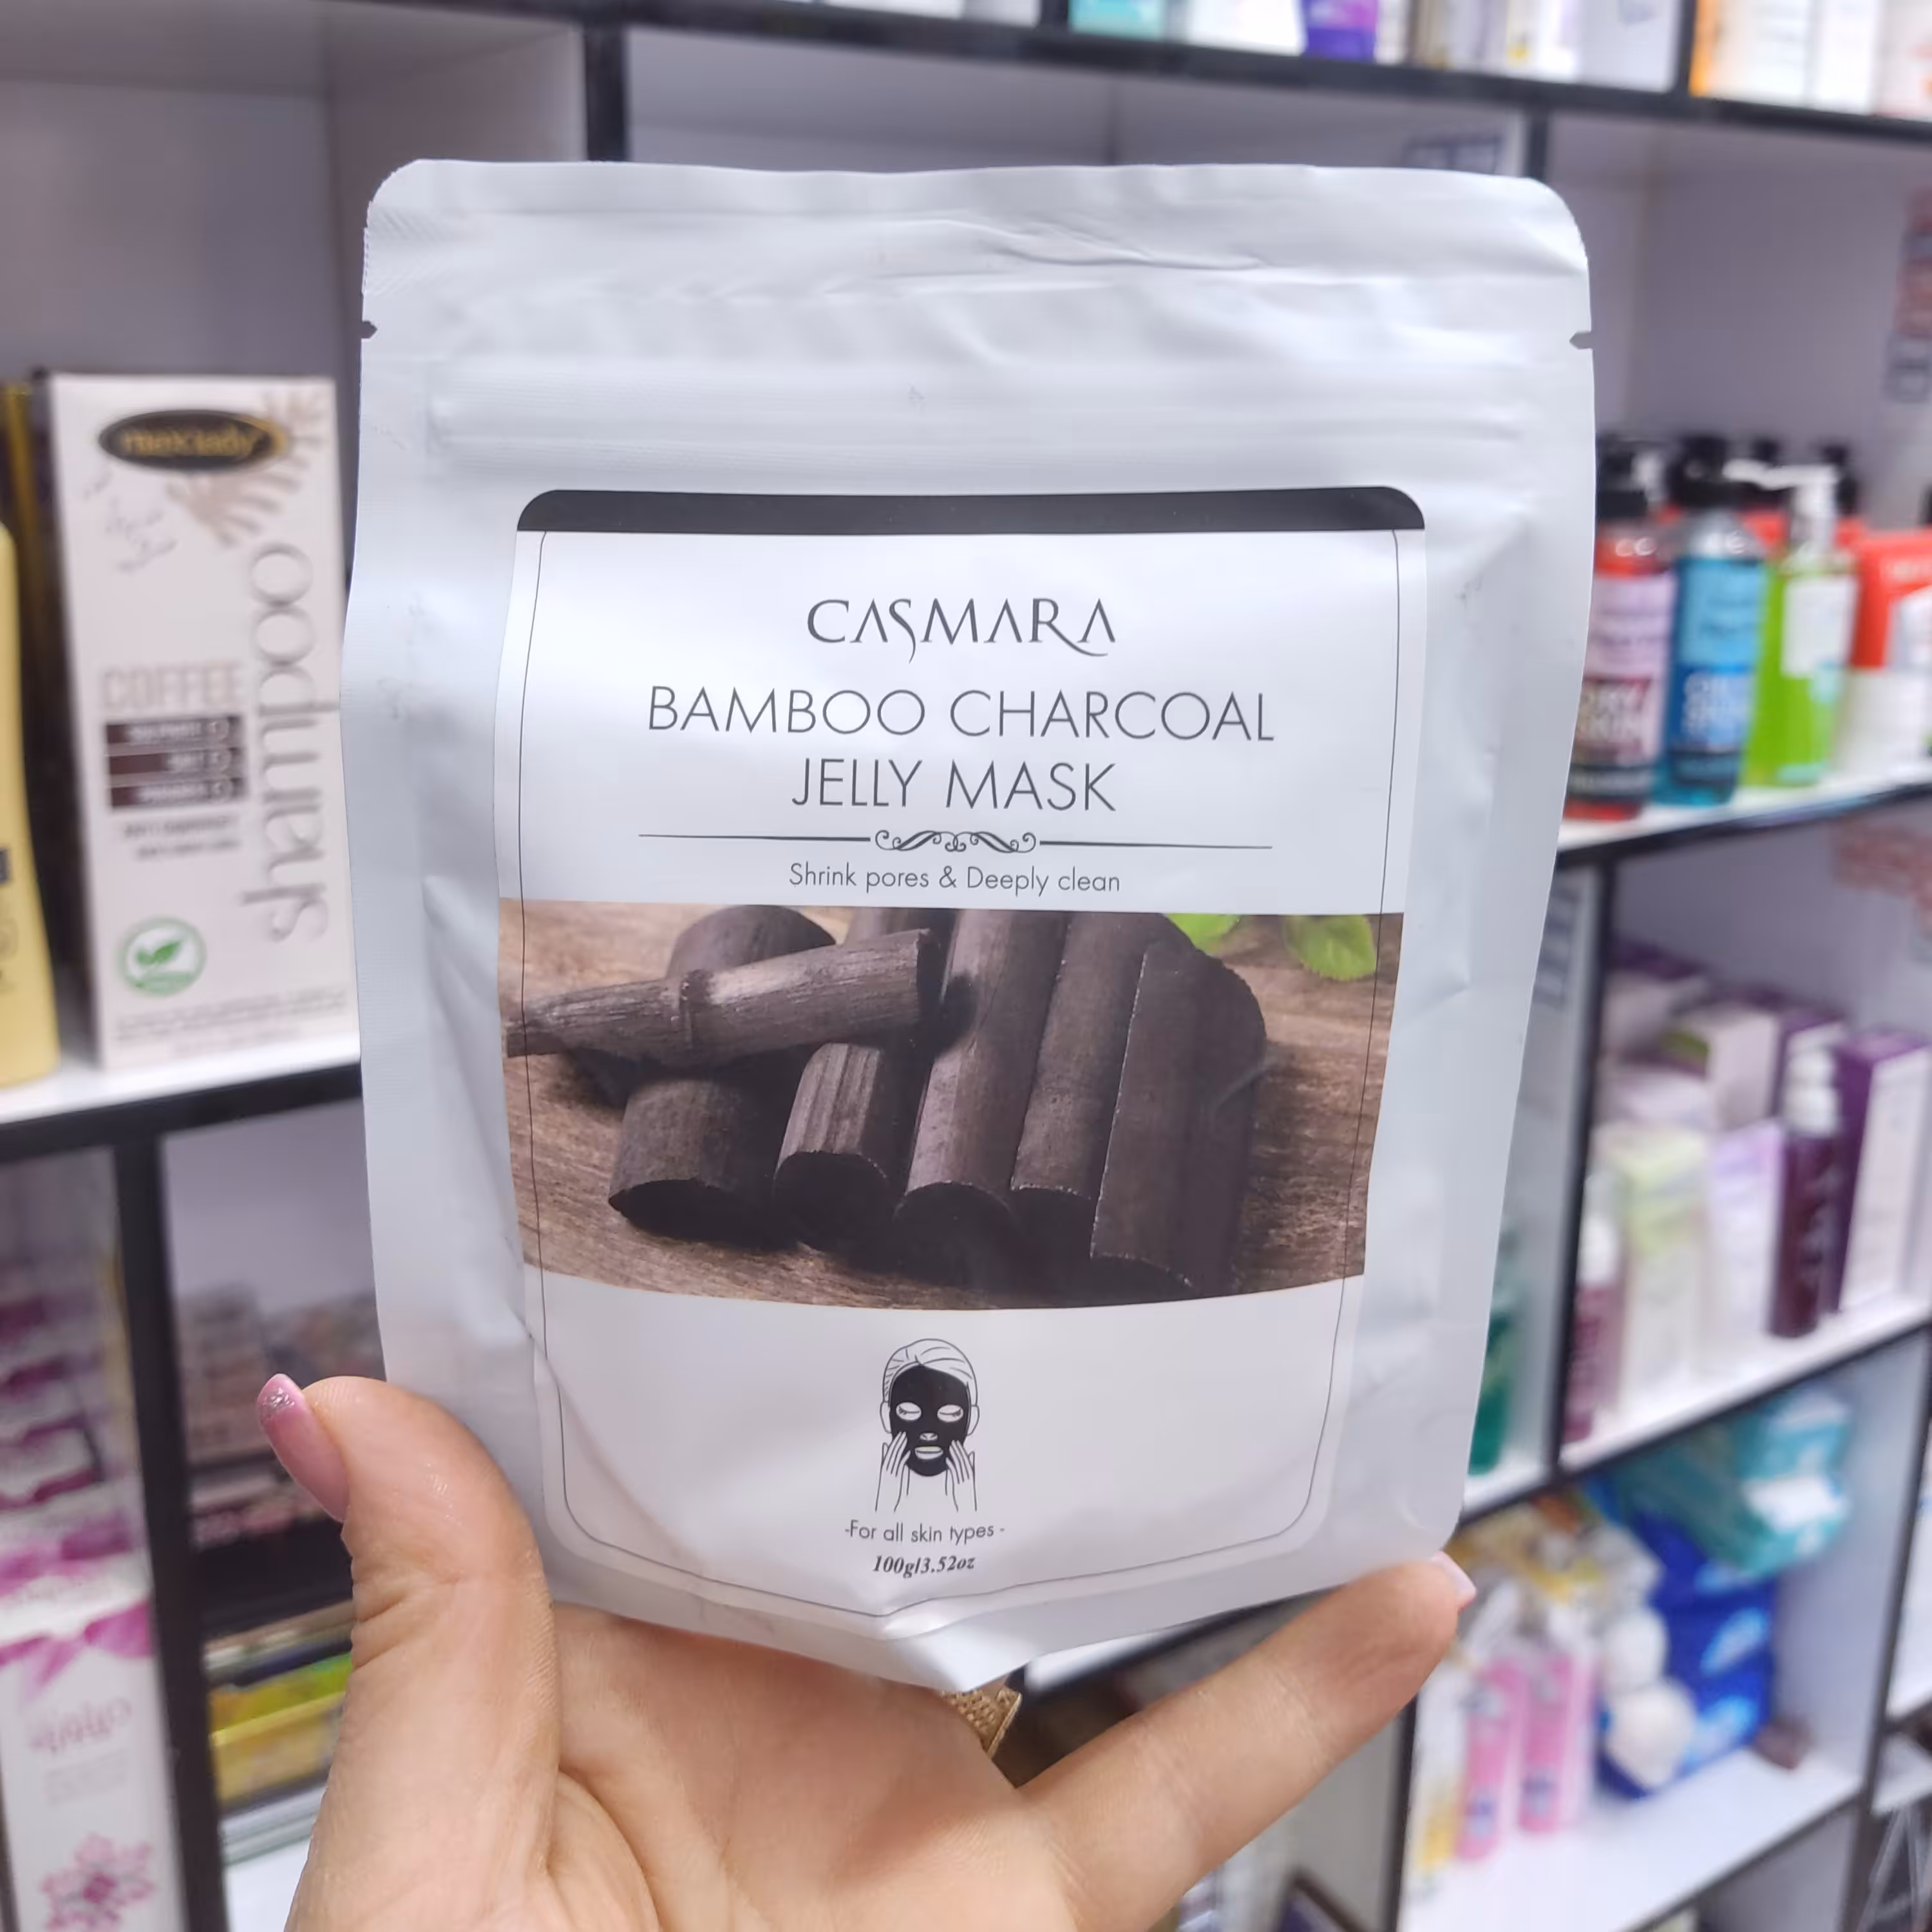 CASMARA
BAMBOO CHARCOAL
JELLY MASK
Shrink pores & Deeply clean
-For all skin types -
100g/3.52oz
COFFEE
shampoo